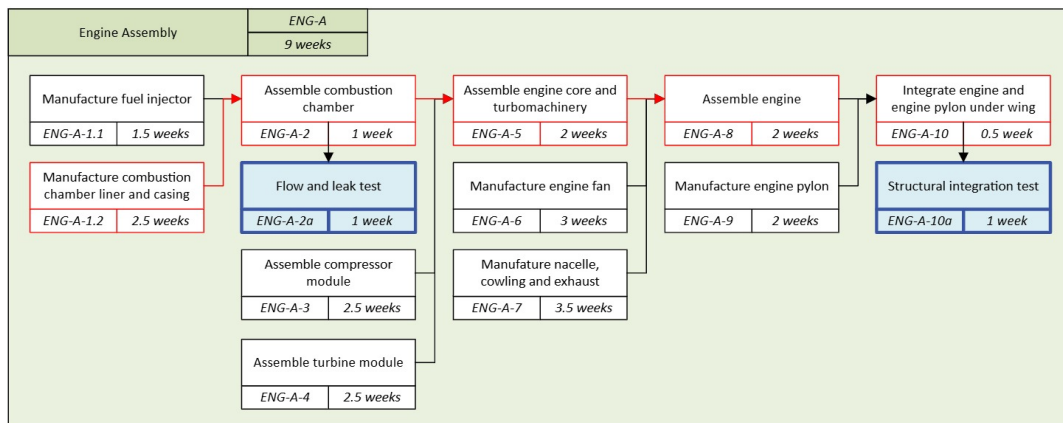 Engine Assembly
ENG-A
9 weeks
Manufacture fuel injector
ENG-A-1.1
1.5 weeks
Manufacture combustion
chamber liner and casing
ENG-A-1.2
2.5 weeks
Assemble combustion
chamber
ENG-A-2
1 week
Flow and leak test
ENG-A-2a
1 week
Assemble compressor
module
ENG-A-3
2.5 weeks
Assemble turbine module
ENG-A-4
2.5 weeks
Assemble engine core and
turbomachinery
ENG-A-5
2 weeks
Manufacture engine fan
ENG-A-6
3 weeks
Manufature nacelle,
cowling and exhaust
ENG-A-7
3.5 weeks
Assemble engine
ENG-A-8
2 weeks
Manufacture engine pylon
ENG-A-9
2 weeks
Integrate engine and
engine pylon under wing
ENG-A-10
0.5 week
Structural integration test
ENG-A-10a
1 week